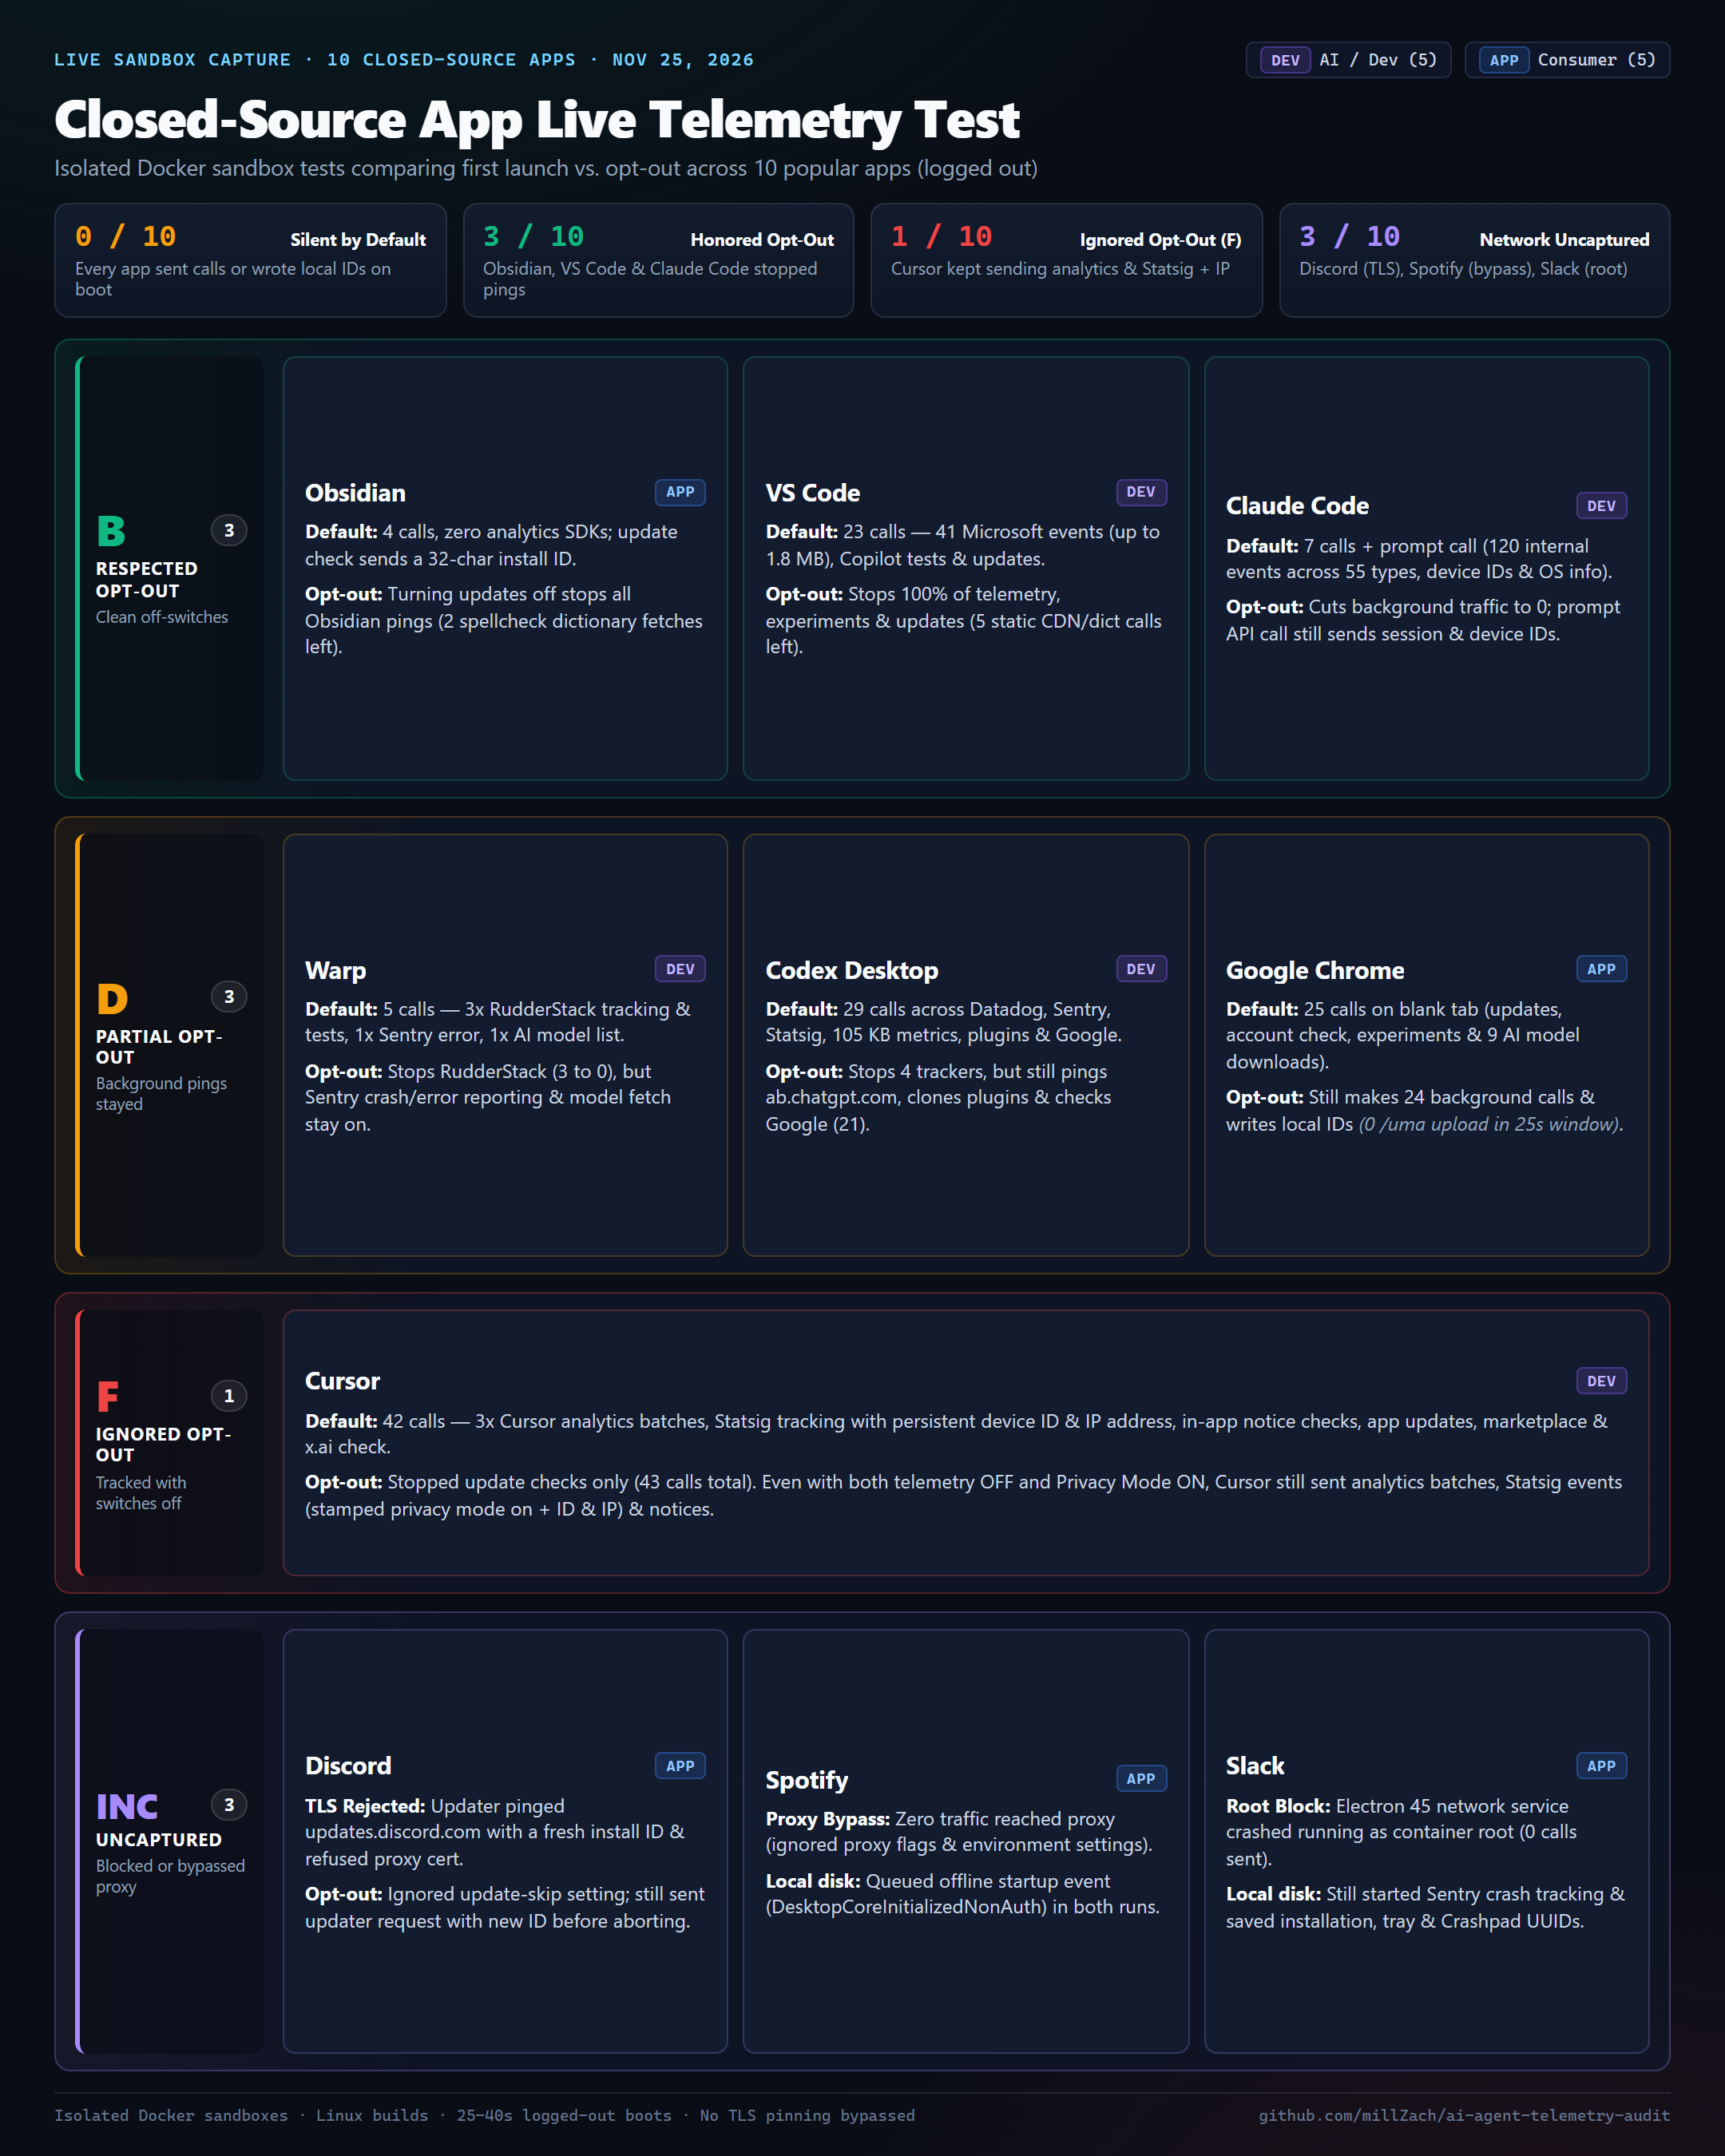 LIVE SANDBOX CAPTURE · 10 CLOSED-SOURCE APPS · NOV 25, 2026
DEV AI / Dev (5)
APP Consumer (5)
Closed-Source App Live Telemetry Test
Isolated Docker sandbox tests comparing first launch vs. opt-out across 10 popular apps (logged out)
0 / 10
Silent by Default
Every app sent calls or wrote local IDs on
boot
3 / 10
Honored Opt-Out
Obsidian, VS Code & Claude Code stopped
pings
1 / 10
Ignored Opt-Out (F)
Cursor kept sending analytics & Statsig + IP
3 / 10
Network Uncaptured
Discord (TLS), Spotify (bypass), Slack (root)
B
3
RESPECTED
OPT-OUT
Clean off-switches
Obsidian
APP
Default: 4 calls, zero analytics SDKs; update
check sends a 32-char install ID.
Opt-out: Turning updates off stops all
Obsidian pings (2 spellcheck dictionary fetches
left).
VS Code
DEV
Default: 23 calls — 41 Microsoft events (up to
1.8 MB), Copilot tests & updates.
Opt-out: Stops 100% of telemetry,
experiments & updates (5 static CDN/dict calls
left).
Claude Code
DEV
Default: 7 calls + prompt call (120 internal
events across 55 types, device IDs & OS info).
Opt-out: Cuts background traffic to 0; prompt
API call still sends session & device IDs.
D
3
PARTIAL OPT-
OUT
Background pings
stayed
Warp
DEV
Default: 5 calls — 3x RudderStack tracking &
tests, 1x Sentry error, 1x AI model list.
Opt-out: Stops RudderStack (3 to 0), but
Sentry crash/error reporting & model fetch
stay on.
Codex Desktop
DEV
Default: 29 calls across Datadog, Sentry,
Statsig, 105 KB metrics, plugins & Google.
Opt-out: Stops 4 trackers, but still pings
ab.chatgpt.com, clones plugins & checks
Google (21).
Google Chrome
APP
Default: 25 calls on blank tab (updates,
account check, experiments & 9 AI model
downloads).
Opt-out: Still makes 24 background calls &
writes local IDs (0 /uma upload in 25s window).
F
1
IGNORED OPT-
OUT
Tracked with
switches off
Cursor
DEV
Default: 42 calls — 3x Cursor analytics batches, Statsig tracking with persistent device ID & IP address, in-app notice checks, app updates, marketplace &
x.ai check.
Opt-out: Stopped update checks only (43 calls total). Even with both telemetry OFF and Privacy Mode ON, Cursor still sent analytics batches, Statsig events
(stamped privacy mode on + ID & IP) & notices.
INC
3
UNCAPTURED
Blocked or bypassed
proxy
Discord
APP
TLS Rejected: Updater pinged
updates.discord.com with a fresh install ID &
refused proxy cert.
Opt-out: Ignored update-skip setting; still sent
updater request with new ID before aborting.
Spotify
APP
Proxy Bypass: Zero traffic reached proxy
(ignored proxy flags & environment settings).
Local disk: Queued offline startup event
(DesktopCoreInitializedNonAuth) in both runs.
Slack
APP
Root Block: Electron 45 network service
crashed running as container root (0 calls
sent).
Local disk: Still started Sentry crash tracking &
saved installation, tray & Crashpad UUIDs.
Isolated Docker sandboxes · Linux builds · 25–40s logged-out boots · No TLS pinning bypassed
github.com/millZach/ai-agent-telemetry-audit